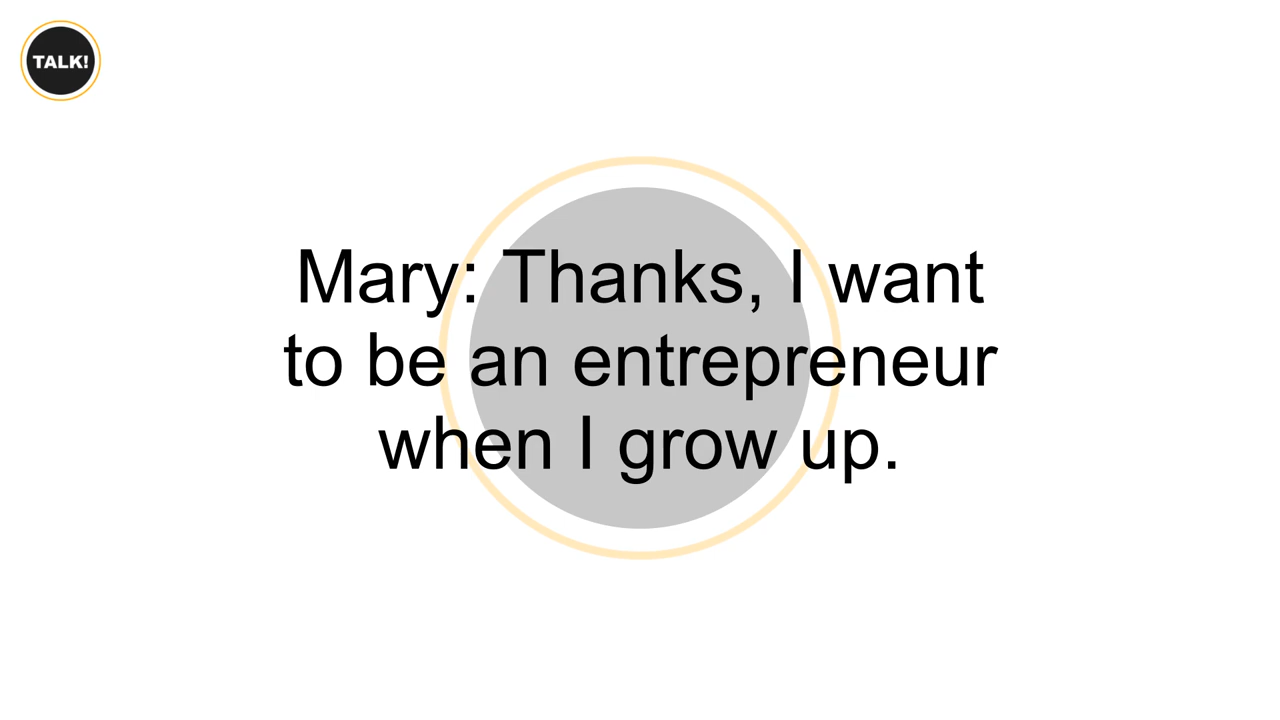 TALK!
Mary: Thanks, I want
to be an entrepreneur
when I grow up.